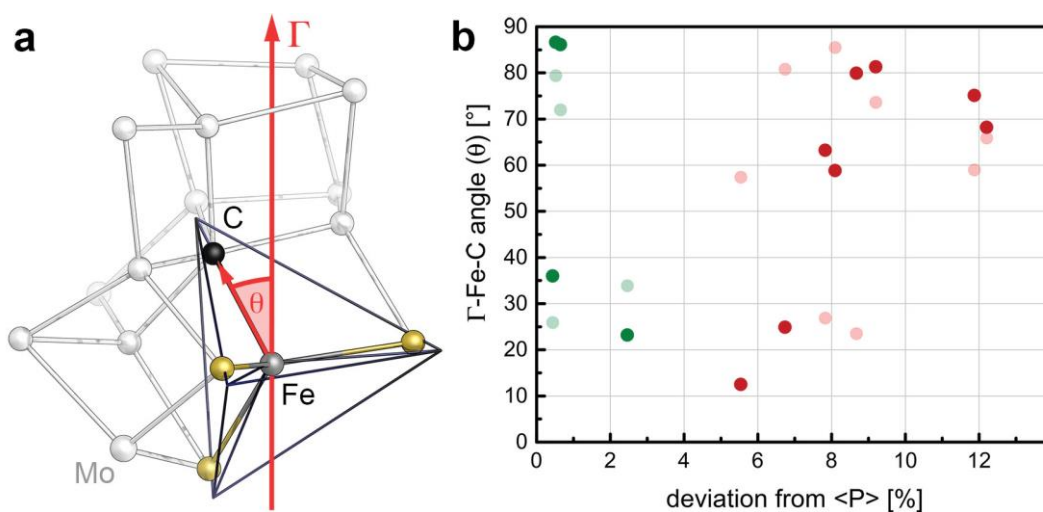 a
Γ
C
θ
Fe
Mo
b
Γ-Fe-C angle (θ) [°]
90
80
70
60
50
40
30
20
10
0
0 2 4 6 8 10 12
deviation from <P> [%]